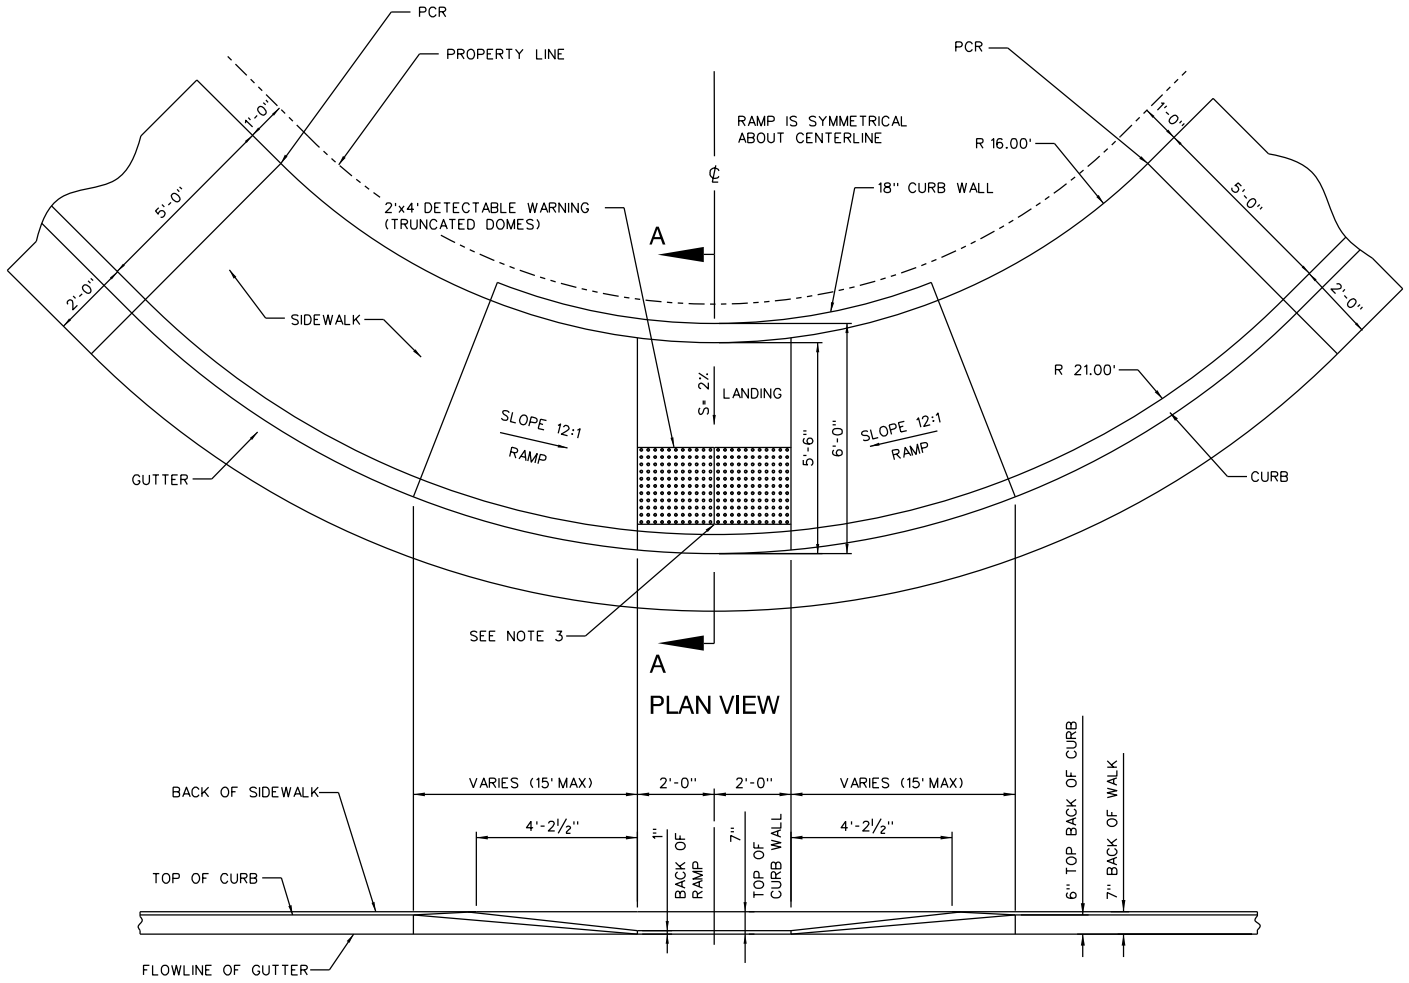 PCR
PROPERTY LINE
PCR
RAMP IS SYMMETRICAL
ABOUT CENTERLINE
R 16.00'
1'-0"
1'-0"
℄
18" CURB WALL
5'-0"
5'-0"
2'x4' DETECTABLE WARNING
(TRUNCATED DOMES)
A
2'-0"
2'-0"
SIDEWALK
R 21.00'
S= 2%
LANDING
SLOPE 12:1
RAMP
5'-6"
6'-0"
SLOPE 12:1
RAMP
GUTTER
CURB
SEE NOTE 3
A
PLAN VIEW
VARIES (15' MAX)
2'-0"
2'-0"
VARIES (15' MAX)
BACK OF SIDEWALK
4'-2½"
4'-2½"
1"
BACK OF
RAMP
7"
TOP OF
CURB WALL
6" TOP BACK OF CURB
7" BACK OF WALK
TOP OF CURB
FLOWLINE OF GUTTER